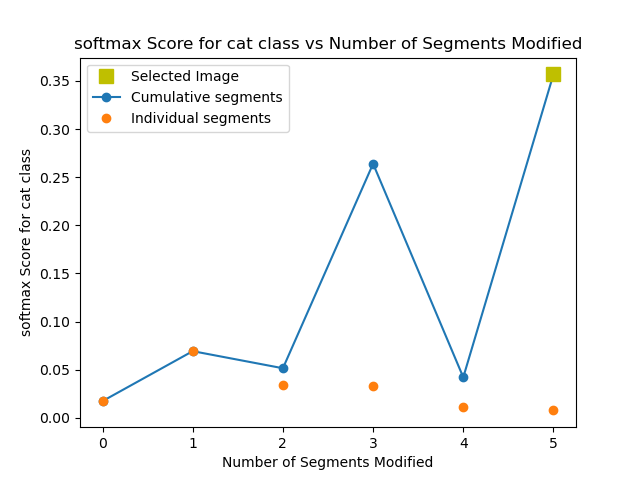 softmax Score for cat class vs Number of Segments Modified
Selected Image
Cumulative segments
Individual segments
softmax Score for cat class
0.35
0.30
0.25
0.20
0.15
0.10
0.05
0.00
0 1 2 3 4 5
Number of Segments Modified